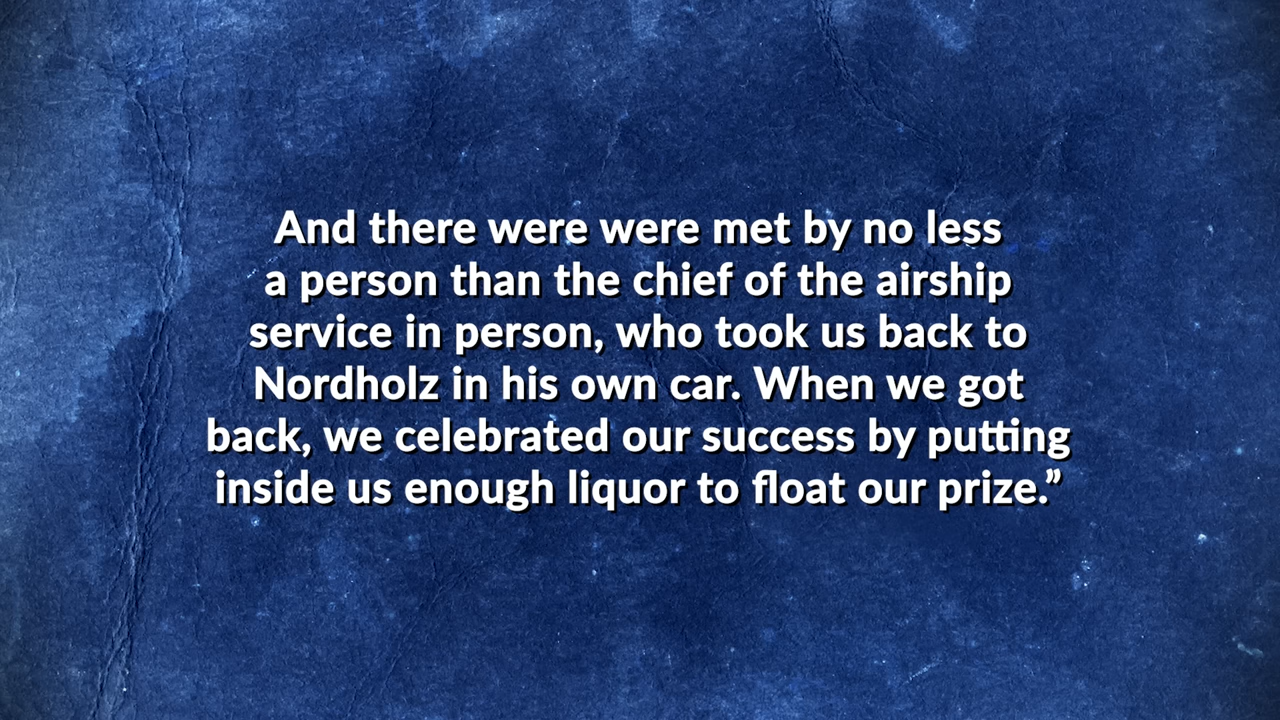 And there were were met by no less
a person than the chief of the airship
service in person, who took us back to
Nordholz in his own car. When we got
back, we celebrated our success by putting
inside us enough liquor to float our prize.”